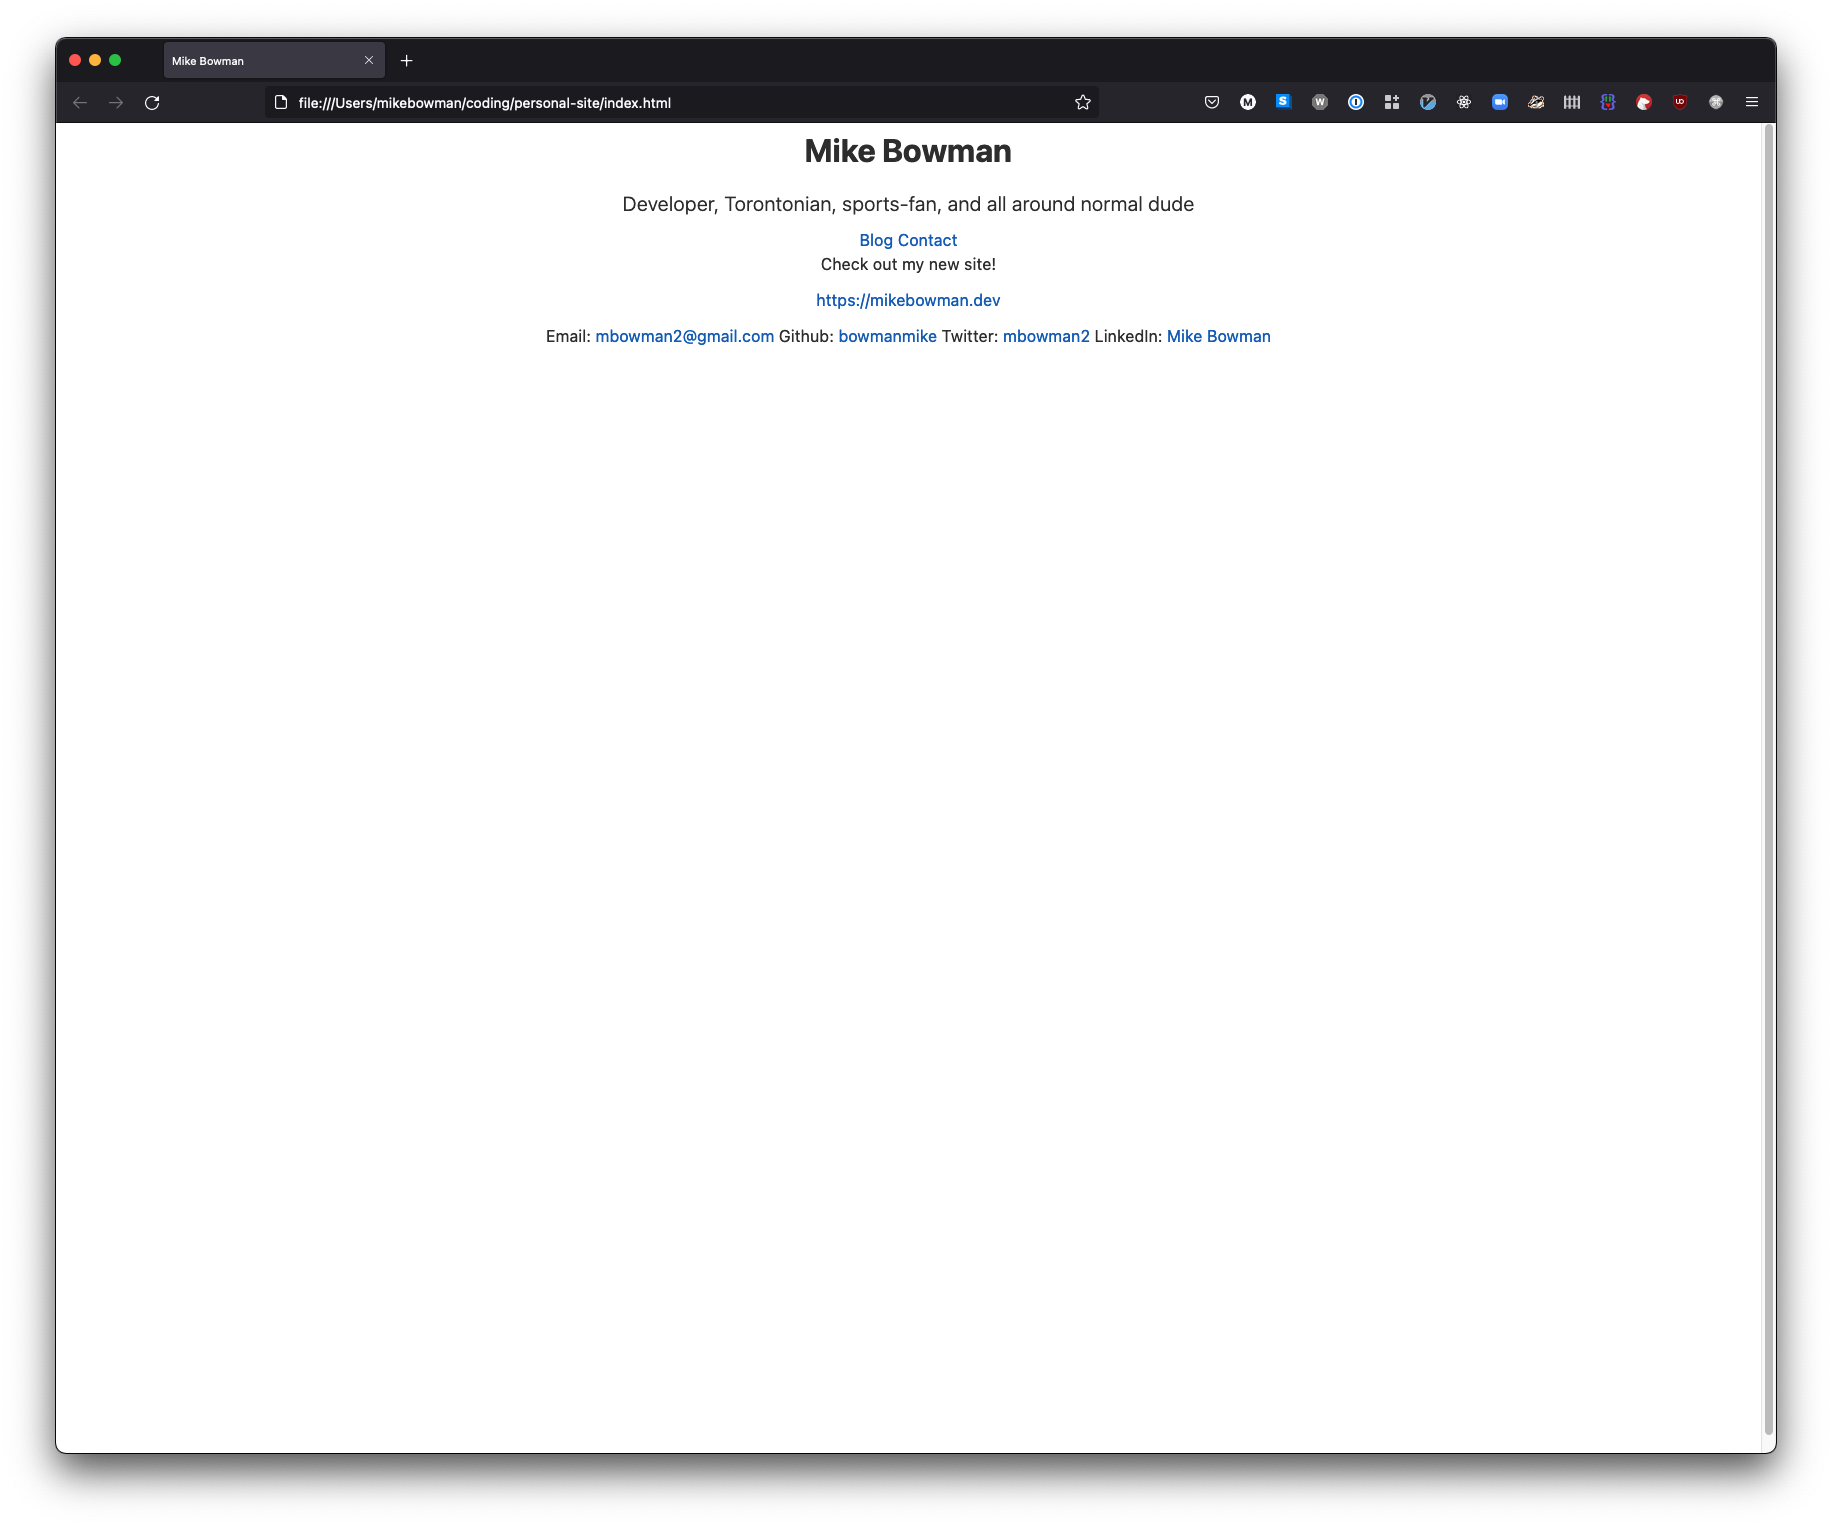 Mike Bowman
file:///Users/mikebowman/coding/personal-site/index.html
Mike Bowman
Developer, Torontonian, sports-fan, and all around normal dude
Blog Contact
Check out my new site!
https://mikebowman.dev
Email: mbowman2@gmail.com Github: bowmanmike Twitter: mbowman2 LinkedIn: Mike Bowman